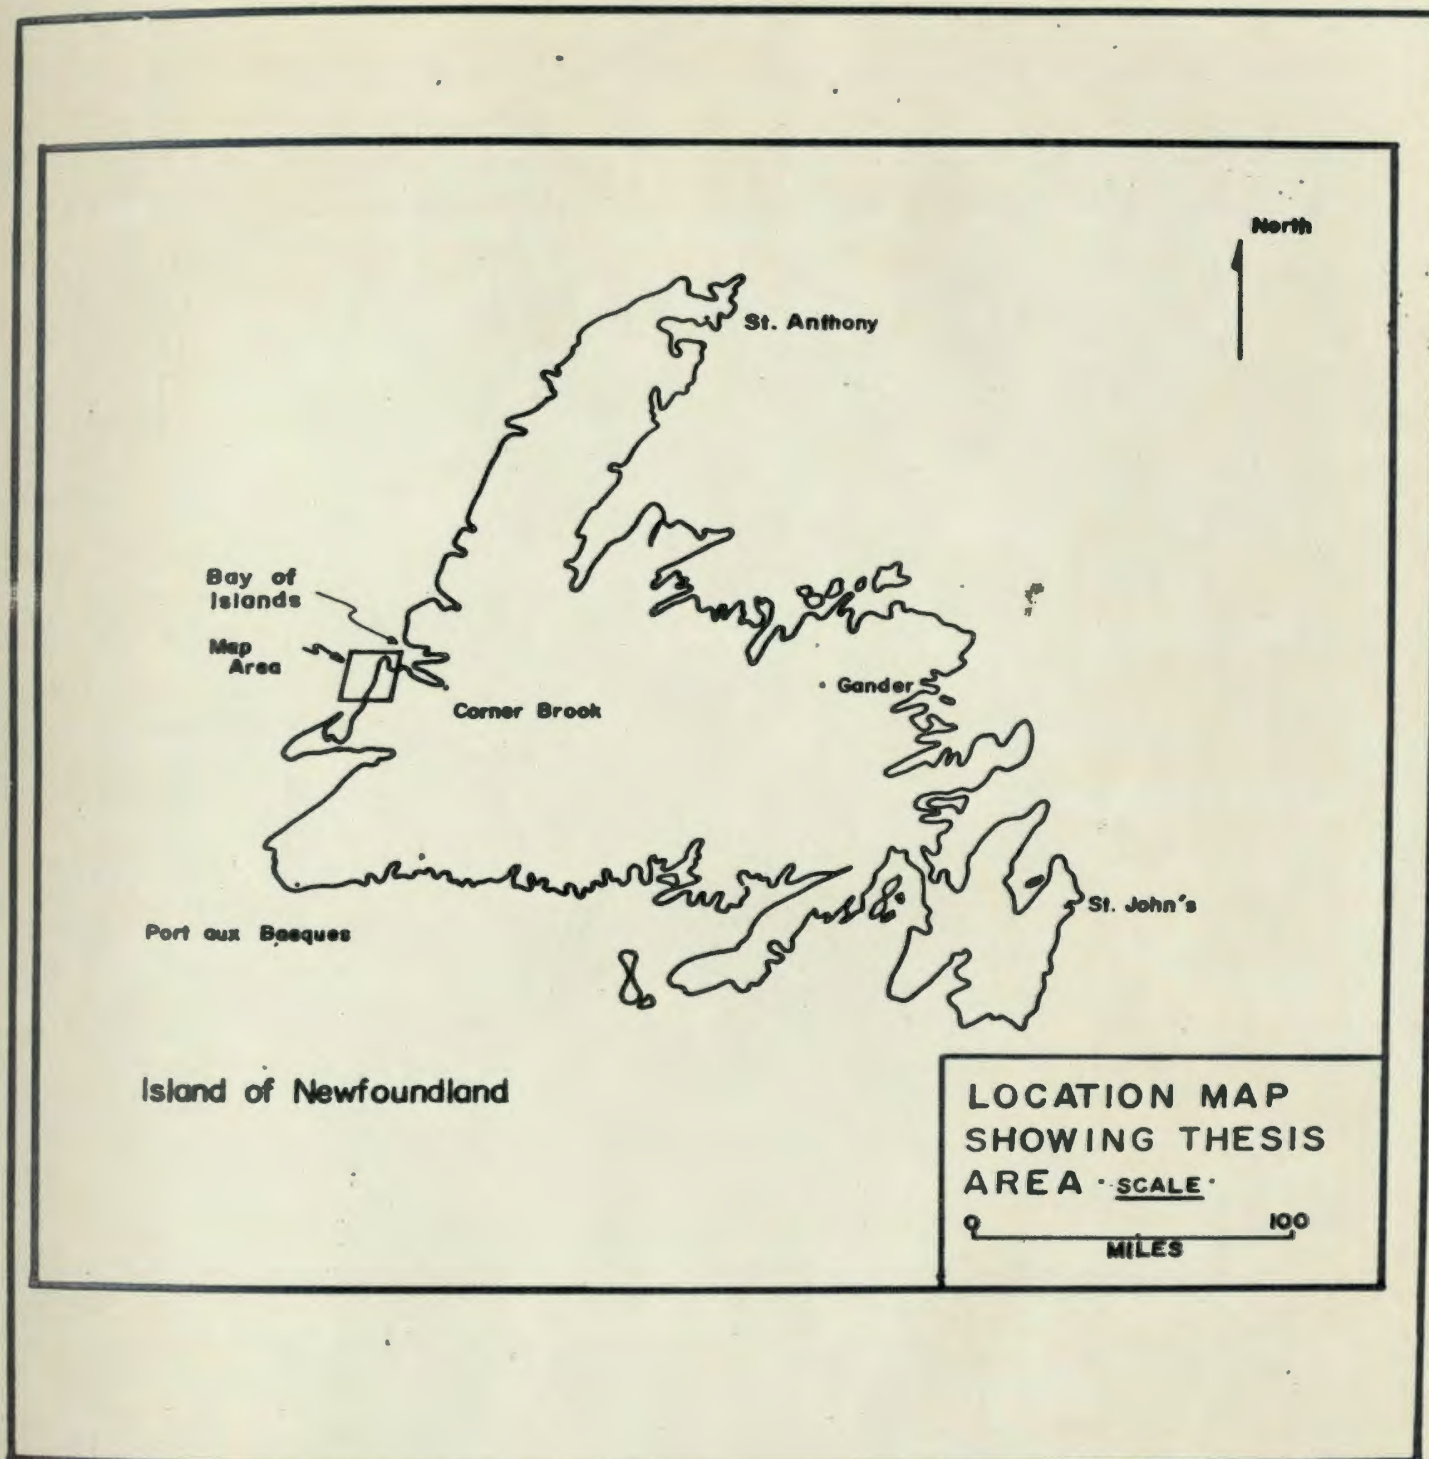 North
St. Anthony
Bay of
Islands
Map
Area
Gander
Corner Brook
St. John's
Port aux Basques
Island of Newfoundland
LOCATION MAP
SHOWING THESIS
AREA · SCALE ·
0 100
MILES